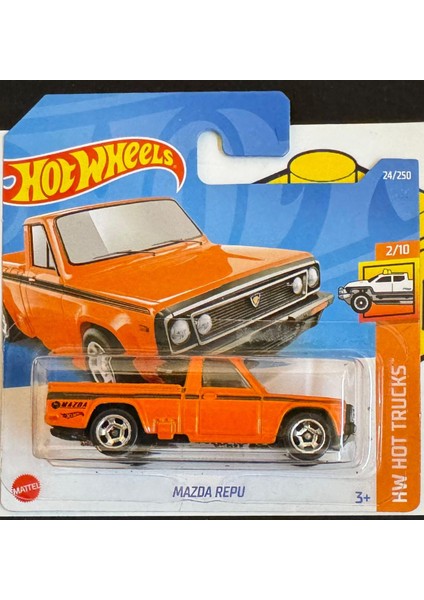 HOT WHEELS
24/250
2/10
HW HOT TRUCKS
MAZDA
MATTEL
MAZDA REPU
3+